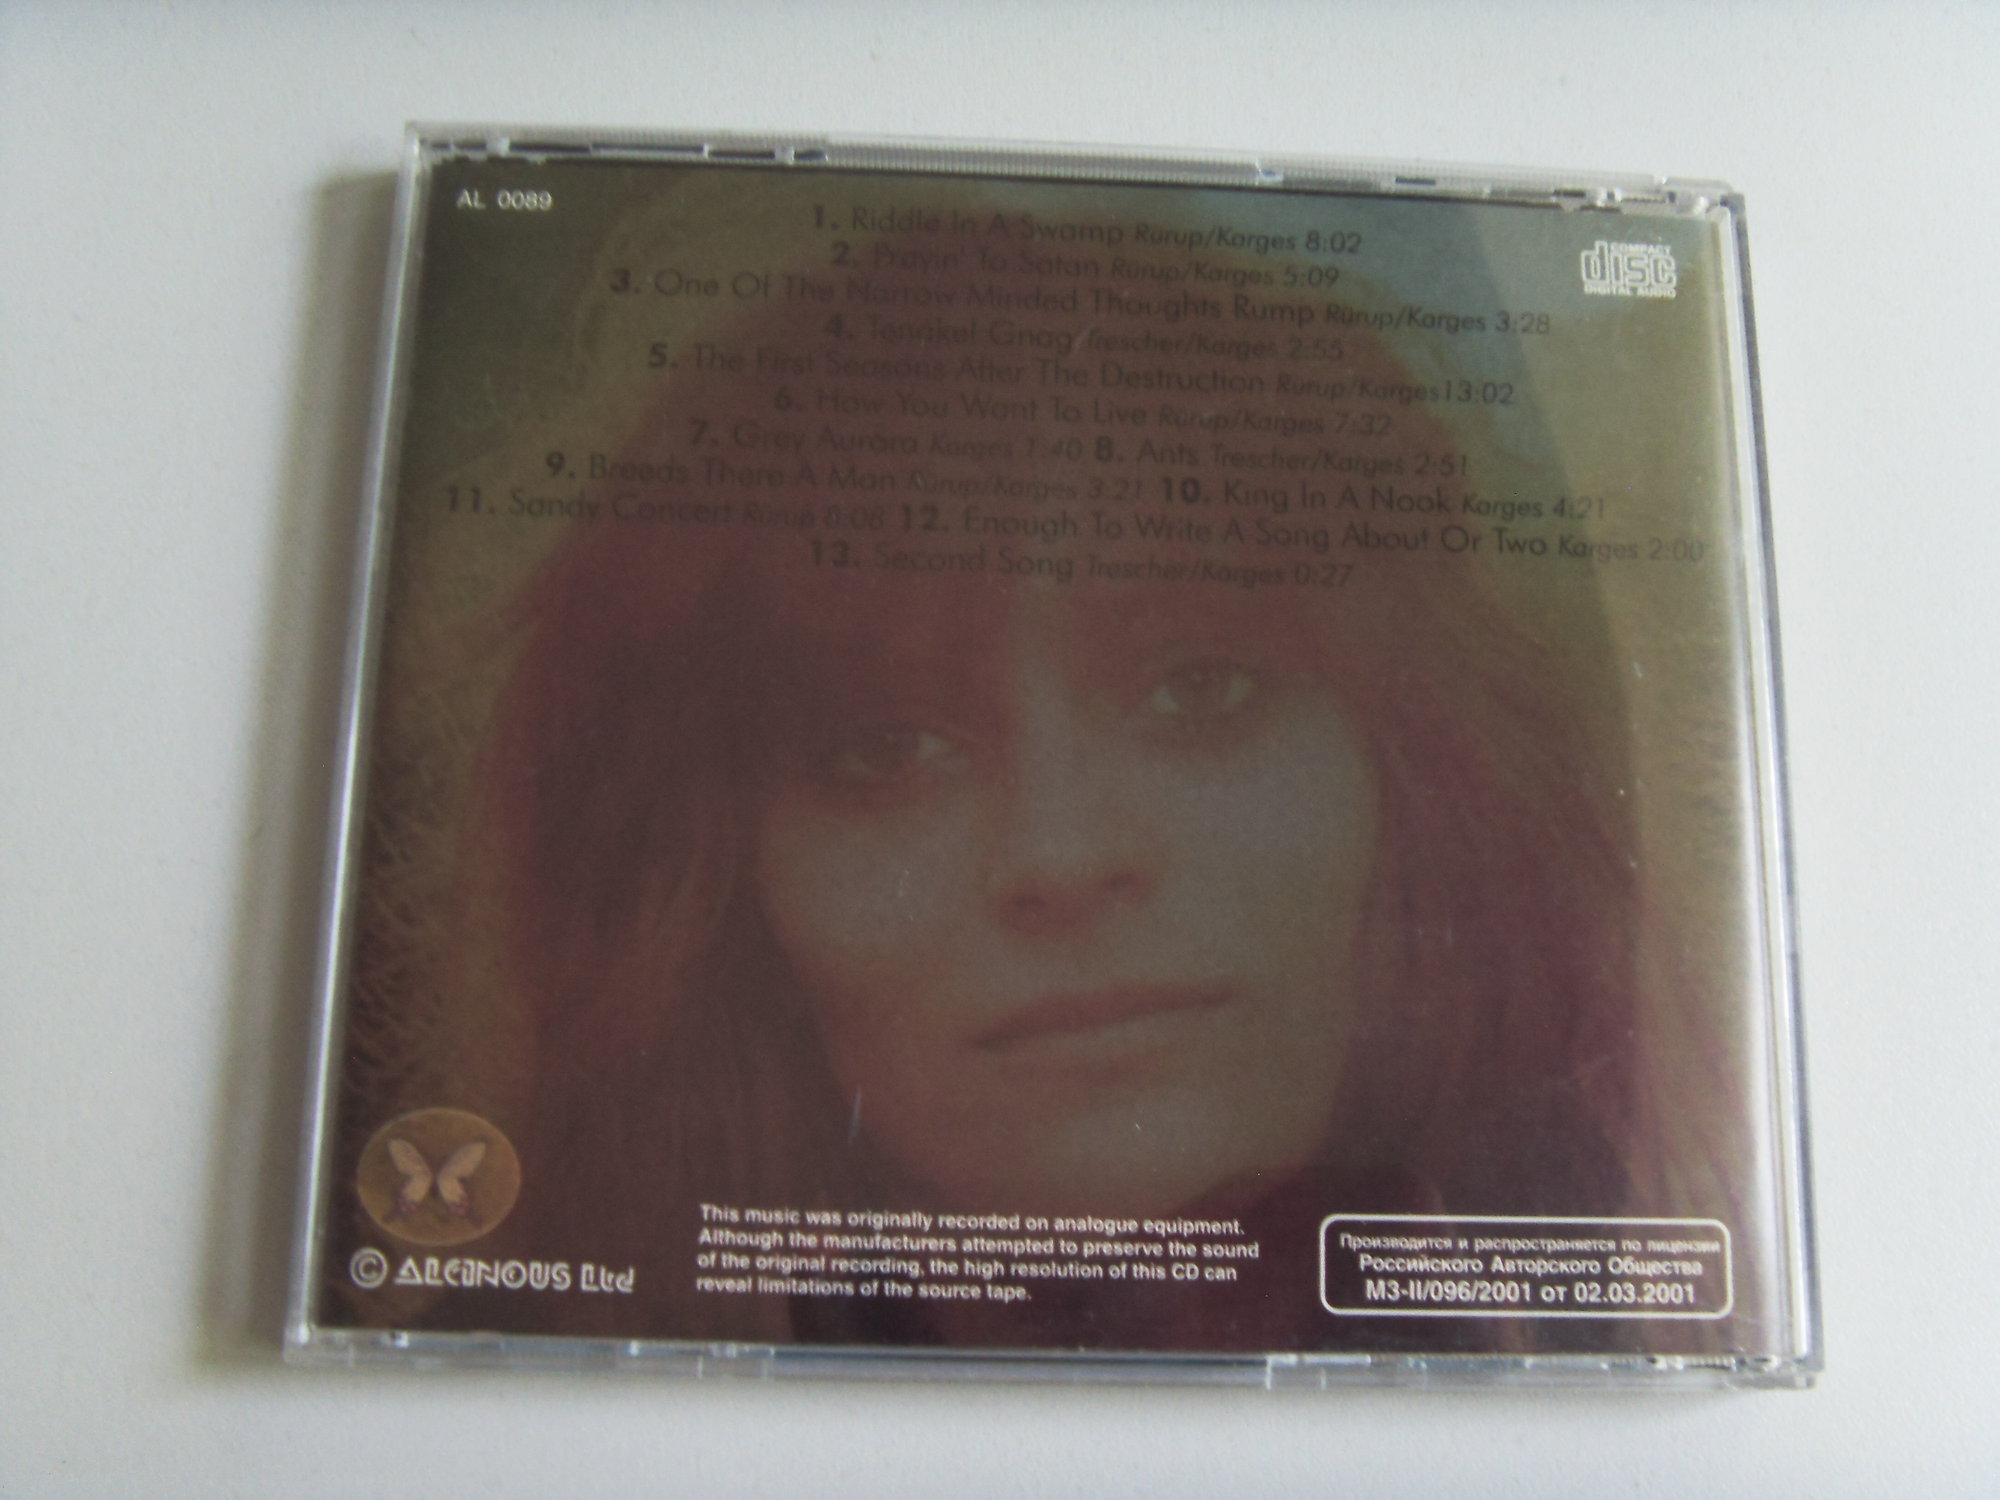 AL 0089
1. Riddle In A Swamp Rürup/Karges 8:02
2. Prayin' To Satan Rürup/Karges 5:09
3. One Of The Narrow Minded Thoughts Rump Rürup/Karges 3:28
4. Tenakel Gnag Trescher/Karges 2:55
5. The First Seasons After The Destruction Rürup/Karges13:02
6. How You Want To Live Rürup/Karges 7:32
7. Grey Aurora Karges 1:40 8. Ants Trescher/Karges 2:51
9. Breeds There A Man Rürup/Karges 3:21 10. King In A Nook Karges 4:21
11. Sandy Concert Rürup 8:08 12. Enough To Write A Song About Or Two Karges 2:00
13. Second Song Trescher/Karges 0:27
COMPACT
disc
DIGITAL AUDIO
© ALCINOUS Ltd
This music was originally recorded on analogue equipment.
Although the manufacturers attempted to preserve the sound
of the original recording, the high resolution of this CD can
reveal limitations of the source tape.
Производится и распространяется по лицензии
Российского Авторского Общества
МЗ-II/096/2001 от 02.03.2001